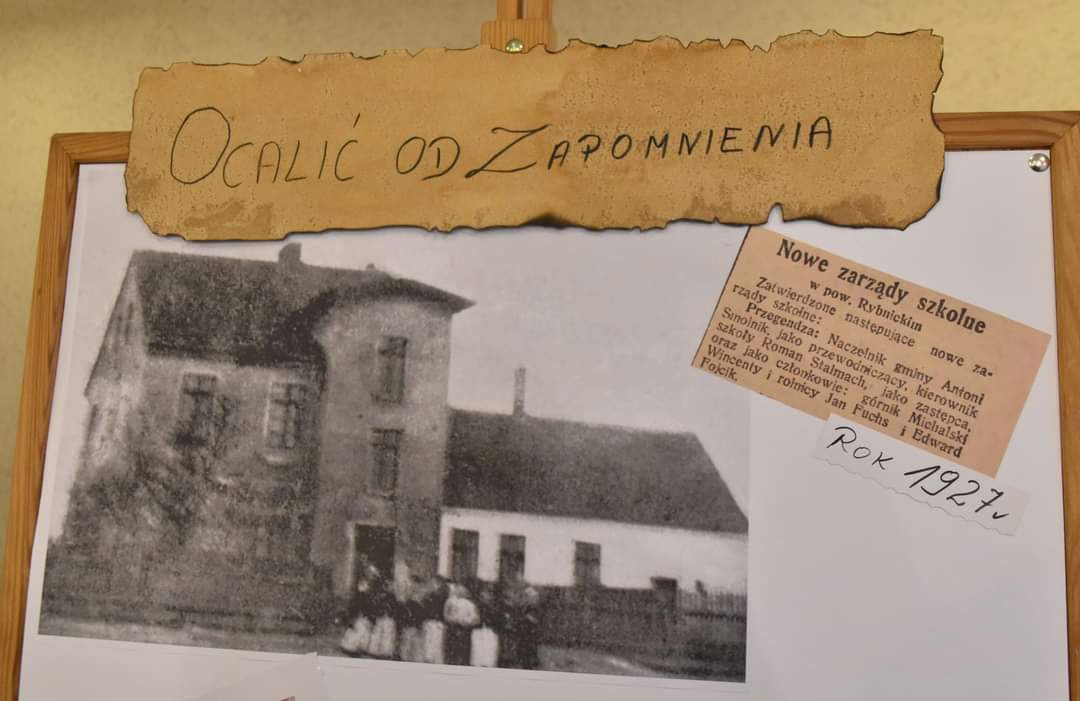 OCALIĆ OD ZAPOMNIENIA
Nowe zarządy szkolne
w pow. Rybnickin
Zatwierdzone następujące nowe za-
rządy szkolne:
Przegendza: Naczelnik gminy Antoni
Smolnik, jako przewodniczący, kierownik
szkoły Roman Stalmach, jako zastępca,
oraz jako członkowie: górnik Michalski
Wincenty i rolnicy Jan Fuchs i Edward
Fojcik.
ROK 1927r